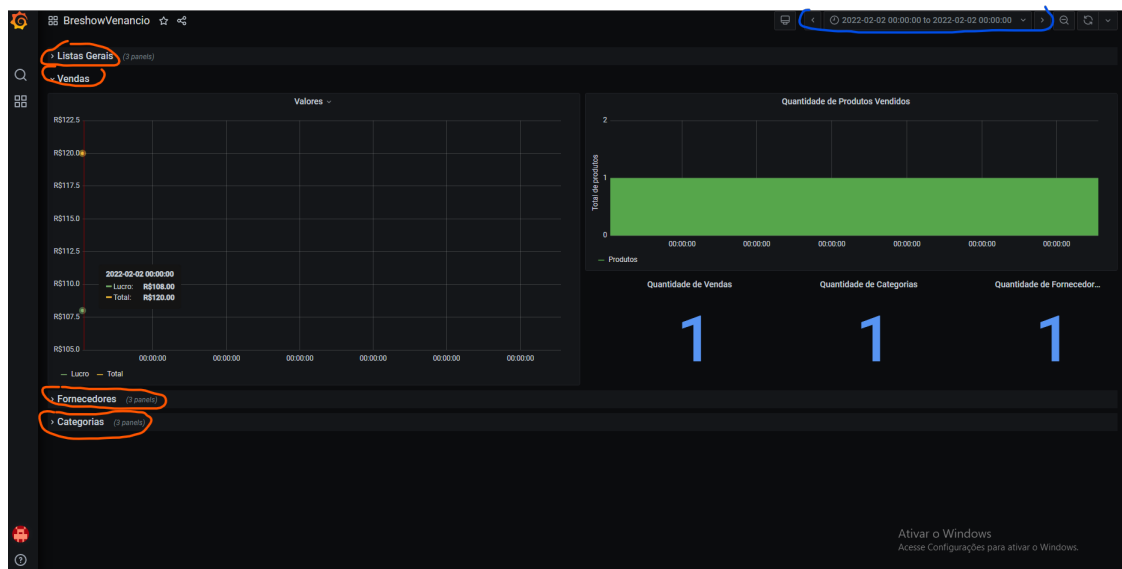 BreshowVenancio
2022-02-02 00:00:00 to 2022-02-02 00:00:00
Listas Gerais (3 panels)
Vendas
Valores
R$122.5
R$120.0
R$117.5
R$115.0
R$112.5
R$110.0
R$107.5
R$105.0
2022-02-02 00:00:00
Lucro: R$108.00
Total: R$120.00
00:00:00 00:00:00 00:00:00 00:00:00 00:00:00 00:00:00
Lucro Total
Quantidade de Produtos Vendidos
Total de produtos
2
1
0
00:00:00 00:00:00 00:00:00 00:00:00 00:00:00 00:00:00
Produtos
Quantidade de Vendas Quantidade de Categorias Quantidade de Fornecedor...
1 1 1
Fornecedores (3 panels)
Categorias (3 panels)
Ativar o Windows
Acesse Configurações para ativar o Windows.